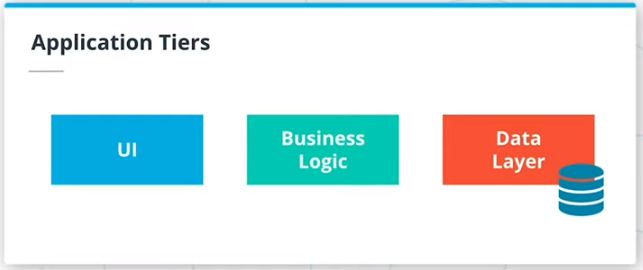 Application Tiers
UI
Business
Logic
Data
Layer